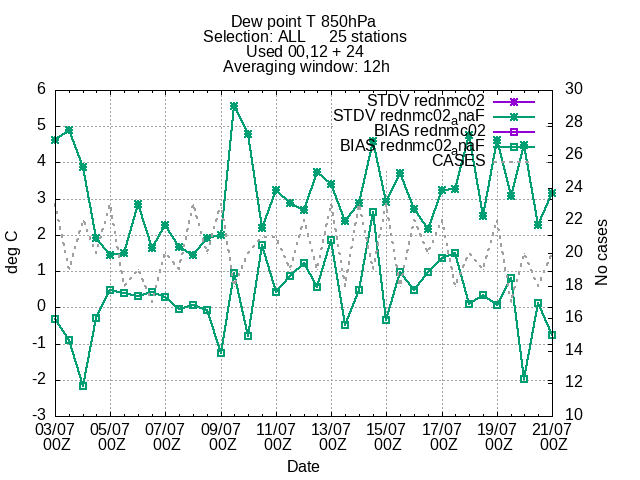 Dew point T 850hPa
Selection: ALL 25 stations
Used 00,12 + 24
Averaging window: 12h
STDV rednmc02
STDV rednmc02anaF
BIAS rednmc02
BIAS rednmc02anaF
CASES
6
5
4
3
2
1
0
-1
-2
-3
deg C
30
28
26
24
22
20
18
16
14
12
10
No cases
03/07 05/07 07/07 09/07 11/07 13/07 15/07 17/07 19/07 21/07
00Z 00Z 00Z 00Z 00Z 00Z 00Z 00Z 00Z 00Z
Date